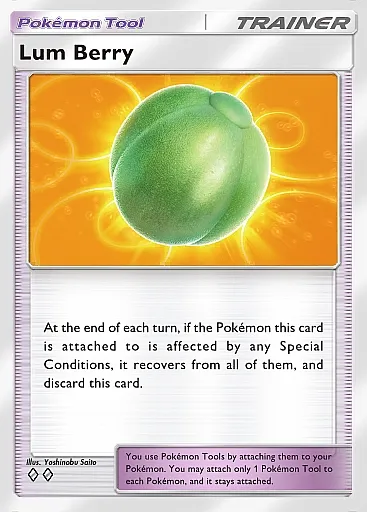 Pokémon Tool
TRAINER
Lum Berry
At the end of each turn, if the Pokémon this card
is attached to is affected by any Special
Conditions, it recovers from all of them, and
discard this card.
Illus. Yoshinobu Saito
You use Pokémon Tools by attaching them to your
Pokémon. You may attach only 1 Pokémon Tool to
each Pokémon, and it stays attached.